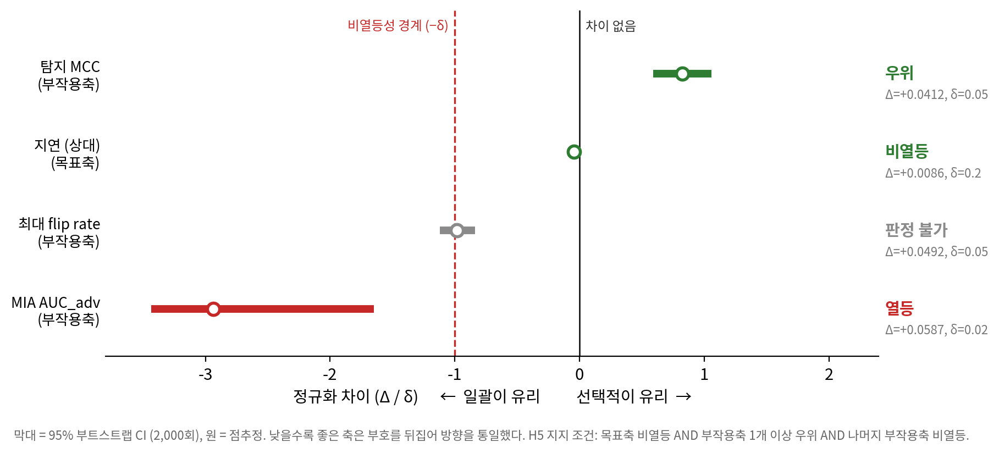 비열등성 경계 (−δ)
차이 없음
탐지 MCC
(부작용축)
우위
Δ=+0.0412, δ=0.05
지연 (상대)
(목표축)
비열등
Δ=+0.0086, δ=0.2
최대 flip rate
(부작용축)
판정 불가
Δ=+0.0492, δ=0.05
MIA AUC_adv
(부작용축)
열등
Δ=+0.0587, δ=0.02
-3 -2 -1 0 1 2
정규화 차이 (Δ / δ) ← 일괄이 유리 선택적이 유리 →
막대 = 95% 부트스트랩 CI (2,000회), 원 = 점추정. 낮을수록 좋은 축은 부호를 뒤집어 방향을 통일했다. H5 지지 조건: 목표축 비열등 AND 부작용축 1개 이상 우위 AND 나머지 부작용축 비열등.